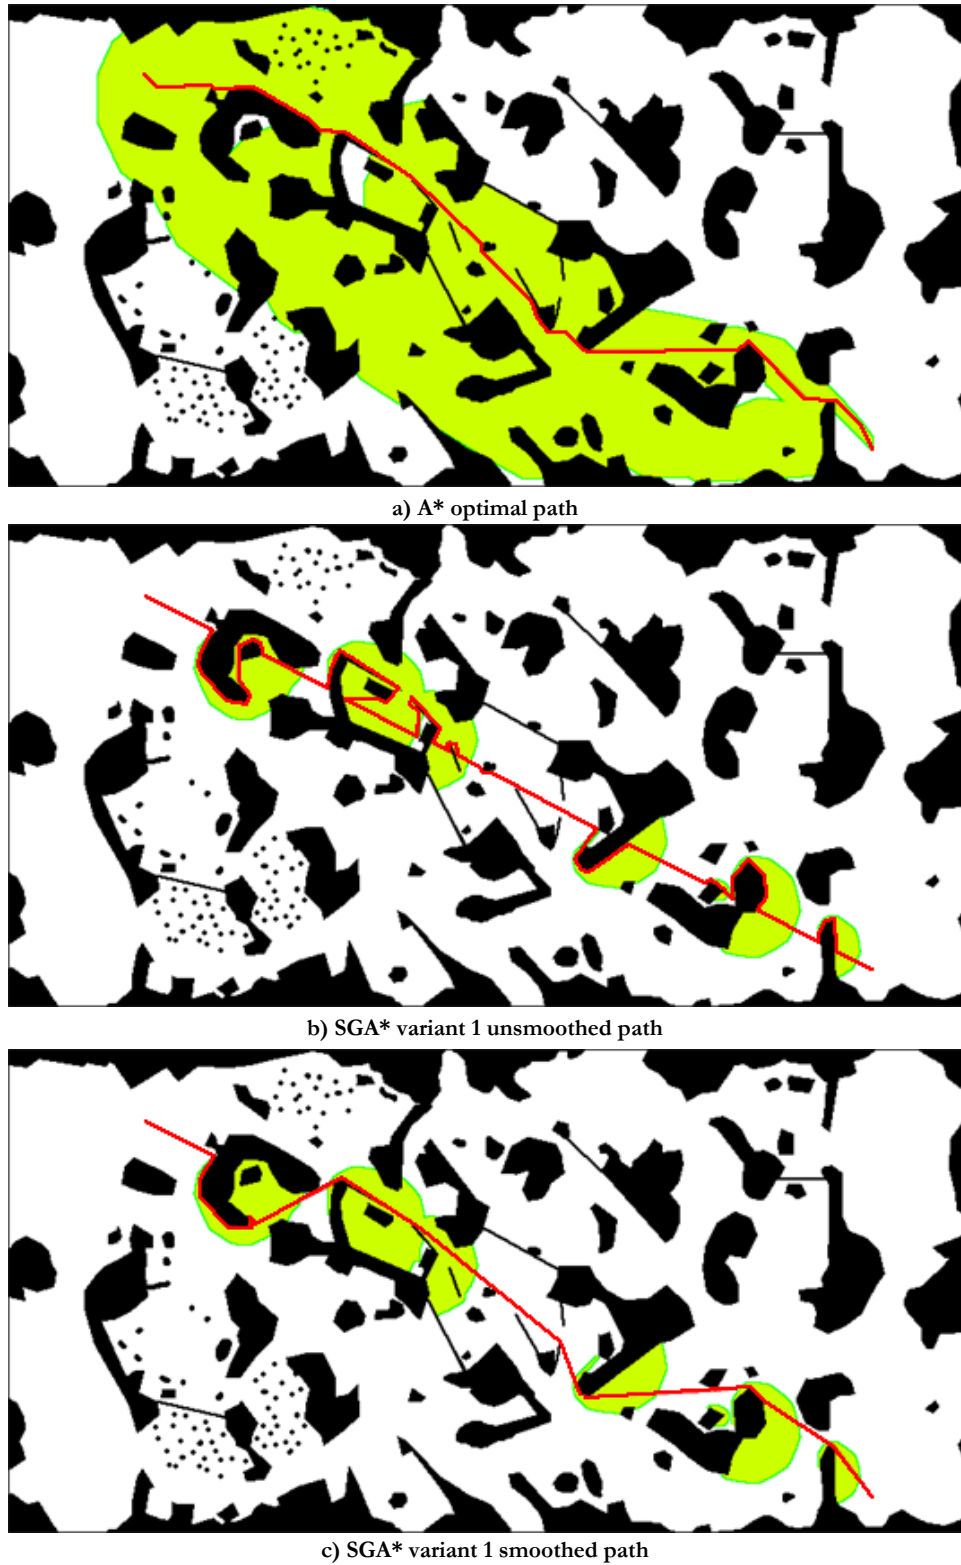 a) A* optimal path
b) SGA* variant 1 unsmoothed path
c) SGA* variant 1 smoothed path